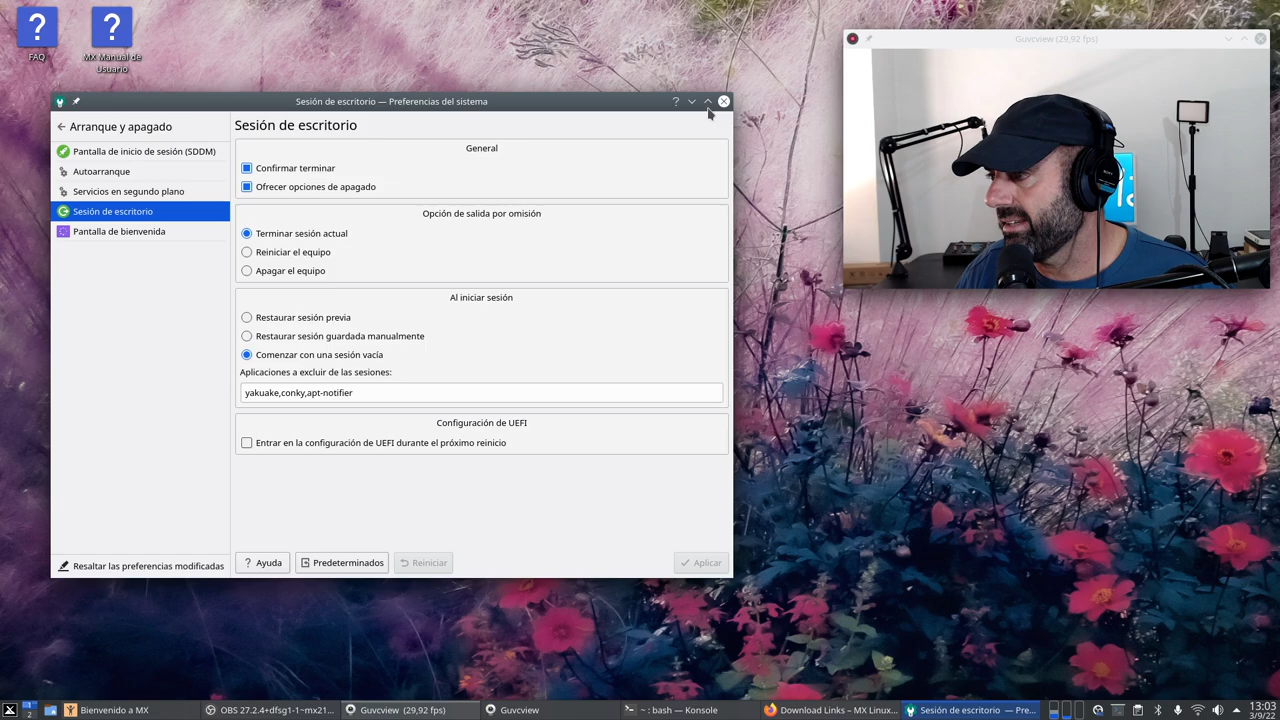 FAQ
MX Manual de
Usuario
Guvcview (29,92 fps)
Sesión de escritorio — Preferencias del sistema
Arranque y apagado
Pantalla de inicio de sesión (SDDM)
Autoarranque
Servicios en segundo plano
Sesión de escritorio
Pantalla de bienvenida
Resaltar las preferencias modificadas
Sesión de escritorio
General
Confirmar terminar
Ofrecer opciones de apagado
Opción de salida por omisión
Terminar sesión actual
Reiniciar el equipo
Apagar el equipo
Al iniciar sesión
Restaurar sesión previa
Restaurar sesión guardada manualmente
Comenzar con una sesión vacía
Aplicaciones a excluir de las sesiones:
yakuake,conky,apt-notifier
Configuración de UEFI
Entrar en la configuración de UEFI durante el próximo reinicio
? Ayuda
Predeterminados
Reiniciar
Aplicar
1
2
Bienvenido a MX
OBS 27.2.4+dfsg1-1~mx21...
Guvcview (29,92 fps)
Guvcview
~ : bash — Konsole
Download Links – MX Linux...
Sesión de escritorio — Pre...
13:03
3/9/22